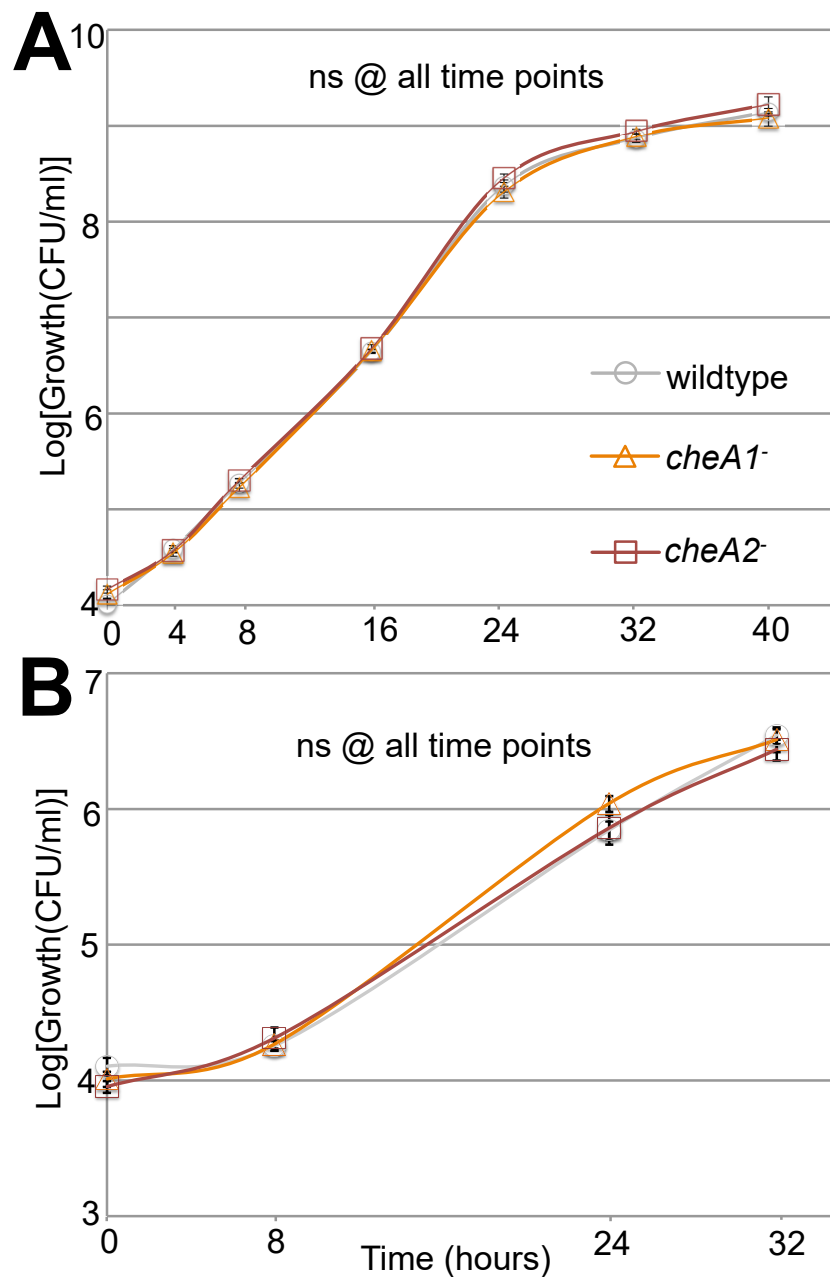 A
10
ns @ all time points
8
Log[Growth(CFU/ml)]
wildtype
6
cheA1-
cheA2-
4
0 4 8 16 24 32 40
B
7
ns @ all time points
6
Log[Growth(CFU/ml)]
5
4
3
0 8 24 32
Time (hours)